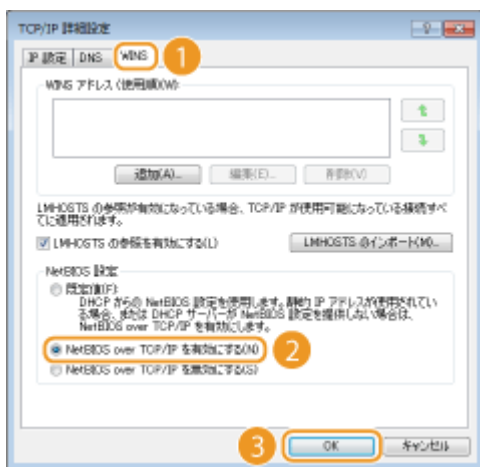 TCP/IP 詳細設定
IP 設定 DNS WINS 1
WINS アドレス (使用順)(W):
追加(A)... 編集(E)... 削除(V)
LMHOSTS の参照が有効になっている場合、TCP/IP が使用可能になっている接続すべ
てに適用されます。
LMHOSTS の参照を有効にする(L) LMHOSTS のインポート(M)...
NetBIOS 設定
既定値(F):
DHCP からの NetBIOS 設定を使用します。静的 IP アドレスが使用されてい
る場合、または DHCP サーバーが NetBIOS 設定を提供しない場合は、
NetBIOS over TCP/IP を有効にします。
NetBIOS over TCP/IP を有効にする(N) 2
NetBIOS over TCP/IP を無効にする(S)
3 OK キャンセル